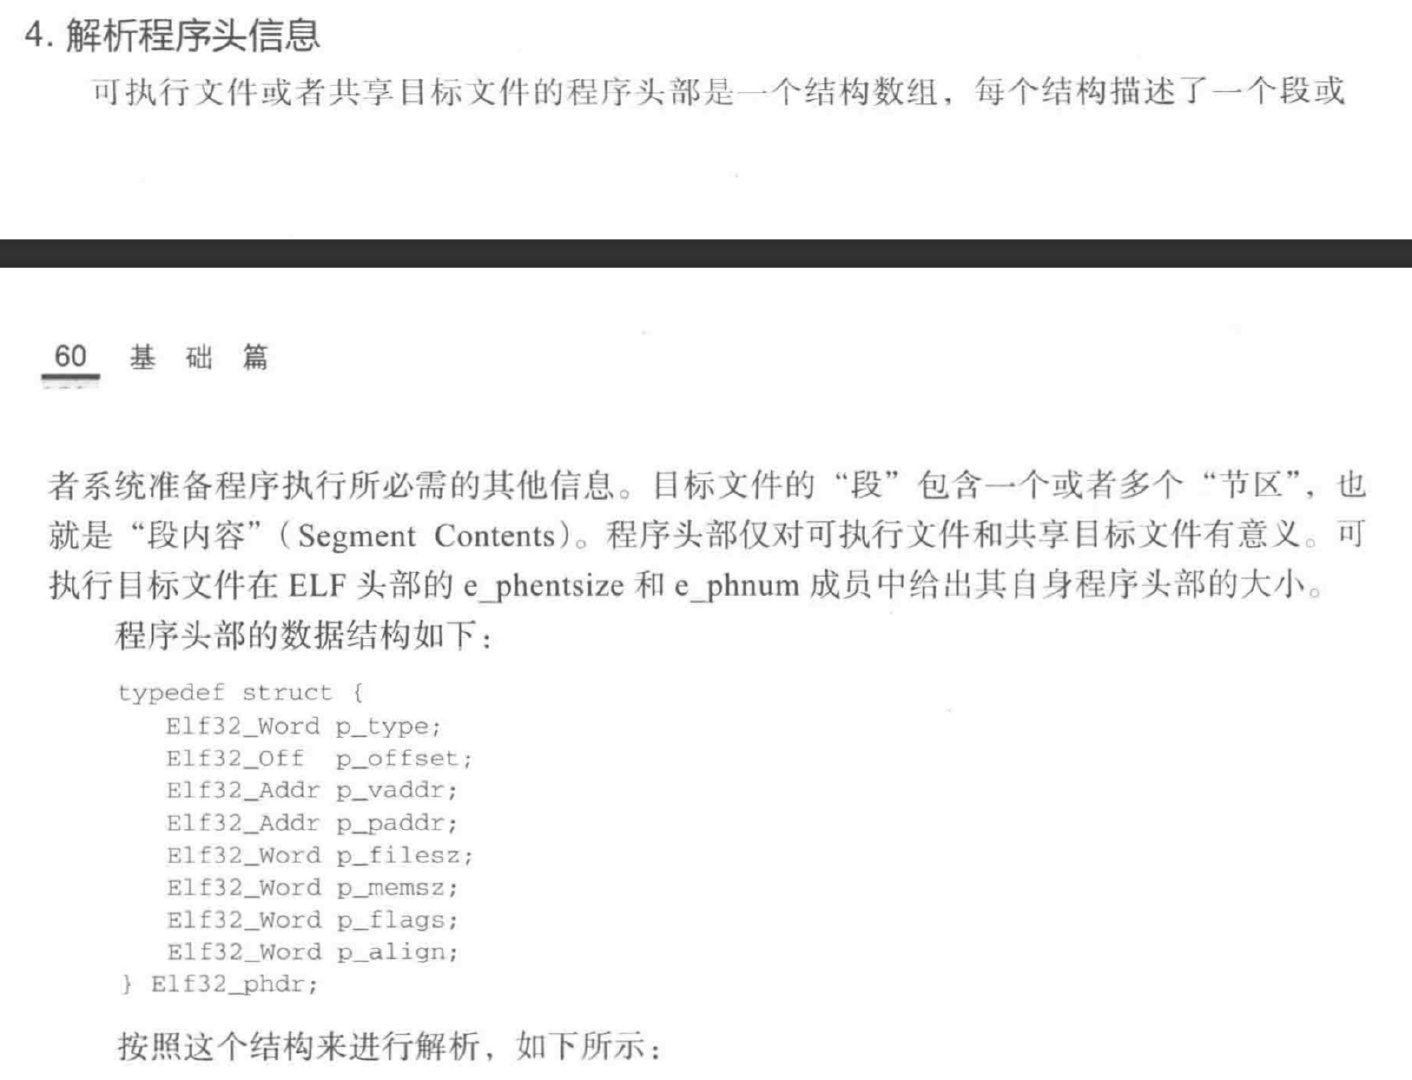 4. 解析程序头信息
可执行文件或者共享目标文件的程序头部是一个结构数组，每个结构描述了一个段或
60 基 础 篇
者系统准备程序执行所必需的其他信息。目标文件的“段”包含一个或者多个“节区”，也
就是“段内容”（Segment Contents）。程序头部仅对可执行文件和共享目标文件有意义。可
执行目标文件在 ELF 头部的 e_phentsize 和 e_phnum 成员中给出其自身程序头部的大小。
程序头部的数据结构如下：
typedef struct {
Elf32_Word p_type;
Elf32_Off p_offset;
Elf32_Addr p_vaddr;
Elf32_Addr p_paddr;
Elf32_Word p_filesz;
Elf32_Word p_memsz;
Elf32_Word p_flags;
Elf32_Word p_align;
} Elf32_phdr;
按照这个结构来进行解析，如下所示：